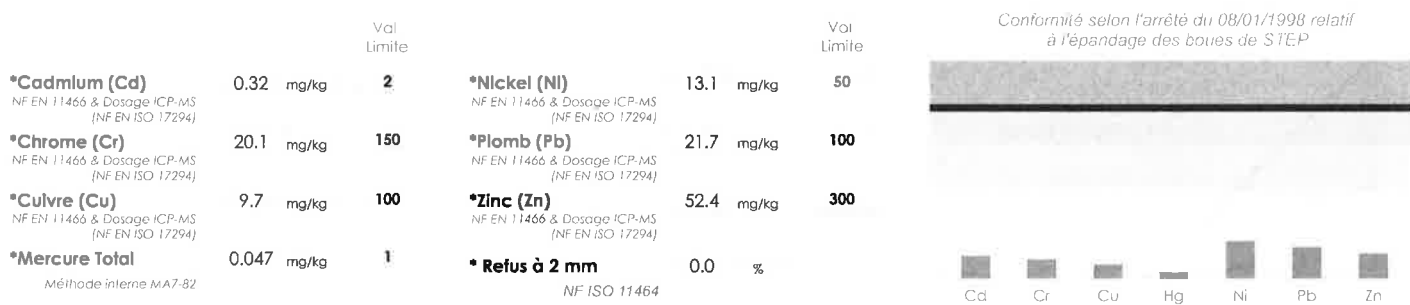 Val
Limite
*Cadmium (Cd) 0.32 mg/kg 2
NF EN 11466 & Dosage ICP-MS
(NF EN ISO 17294)
*Chrome (Cr) 20.1 mg/kg 150
NF EN 11466 & Dosage ICP-MS
(NF EN ISO 17294)
*Cuivre (Cu) 9.7 mg/kg 100
NF EN 11466 & Dosage ICP-MS
(NF EN ISO 17294)
*Mercure Total 0.047 mg/kg 1
Méthode interne MA7-82
Val
Limite
*Nickel (Ni) 13.1 mg/kg 50
NF EN 11466 & Dosage ICP-MS
(NF EN ISO 17294)
*Plomb (Pb) 21.7 mg/kg 100
NF EN 11466 & Dosage ICP-MS
(NF EN ISO 17294)
*Zinc (Zn) 52.4 mg/kg 300
NF EN 11466 & Dosage ICP-MS
(NF EN ISO 17294)
* Refus à 2 mm 0.0 %
NF ISO 11464
Conformité selon l'arrêté du 08/01/1998 relatif
à l'épandage des boues de STEP
Cd Cr Cu Hg Ni Pb Zn